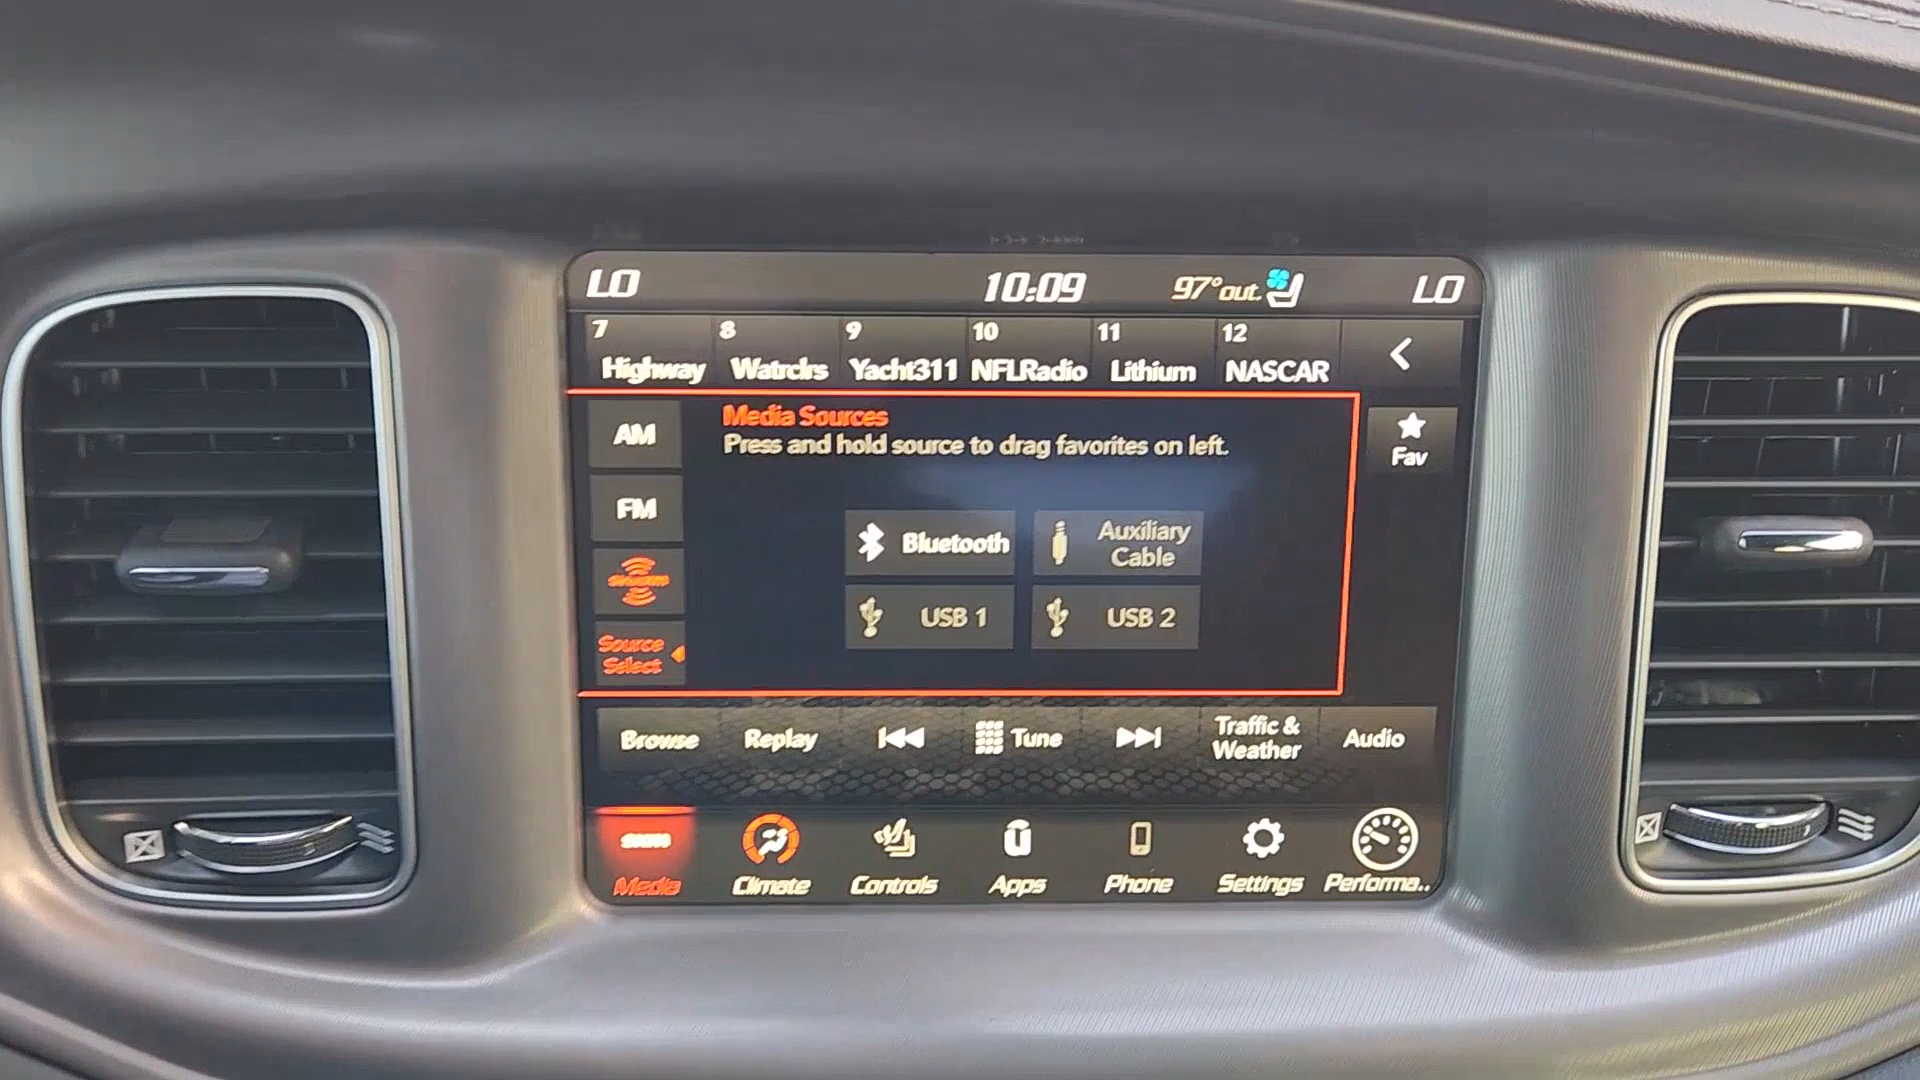 LO 10:09 97°out. LO
7 8 9 10 11 12
Highway Watrclrs Yacht311 NFLRadio Lithium NASCAR
AM
Media Sources
Press and hold source to drag favorites on left.
Fav
FM
Bluetooth
Auxiliary
Cable
USB 1 USB 2
Source
Select
Browse Replay Tune
Traffic &
Weather
Audio
Media Climate Controls Apps Phone Settings Performa..